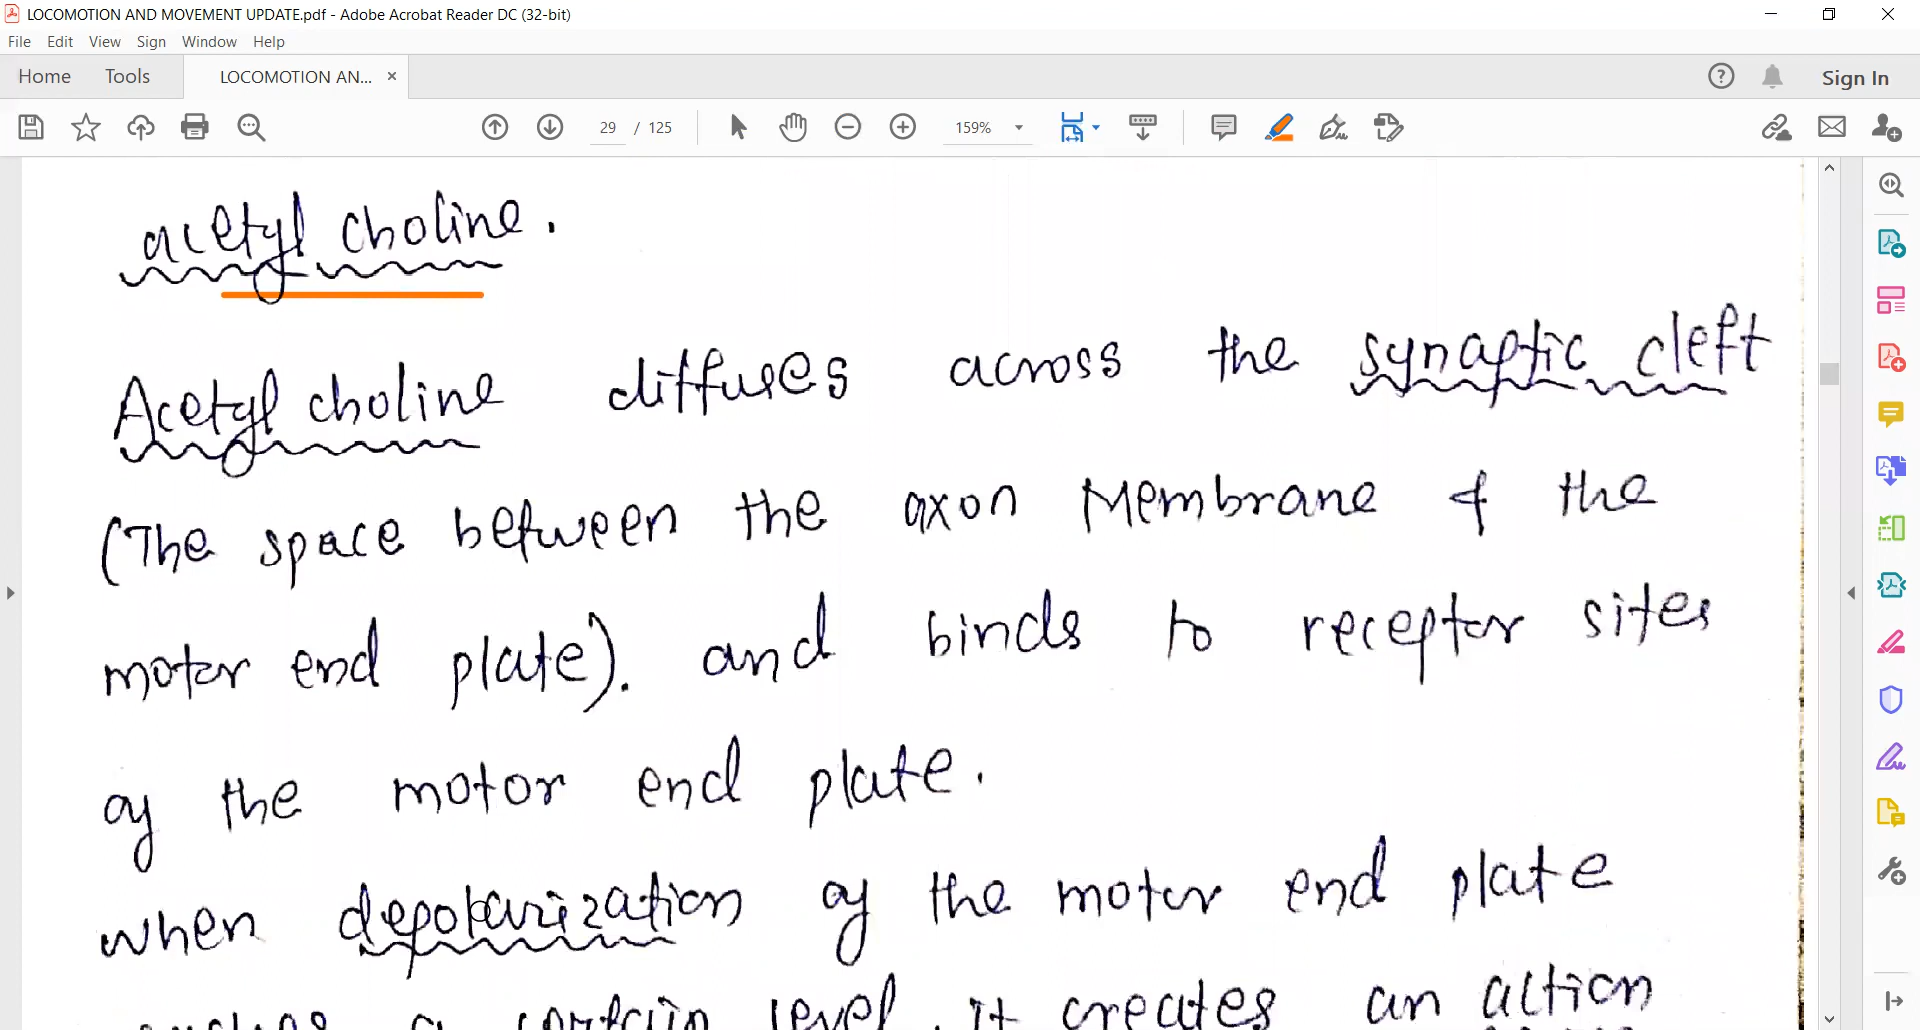 LOCOMOTION AND MOVEMENT UPDATE.pdf - Adobe Acrobat Reader DC (32-bit)
File Edit View Sign Window Help
Home Tools LOCOMOTION AN... × Sign In
29 / 125 159%
acetyl choline.
Acetyl choline diffuses across the synaptic cleft
(The space between the axon Membrane & the
motor end plate). and binds to receptor sites
of the motor end plate.
when depolarization of the motor end plate
a certain level, it creates an action